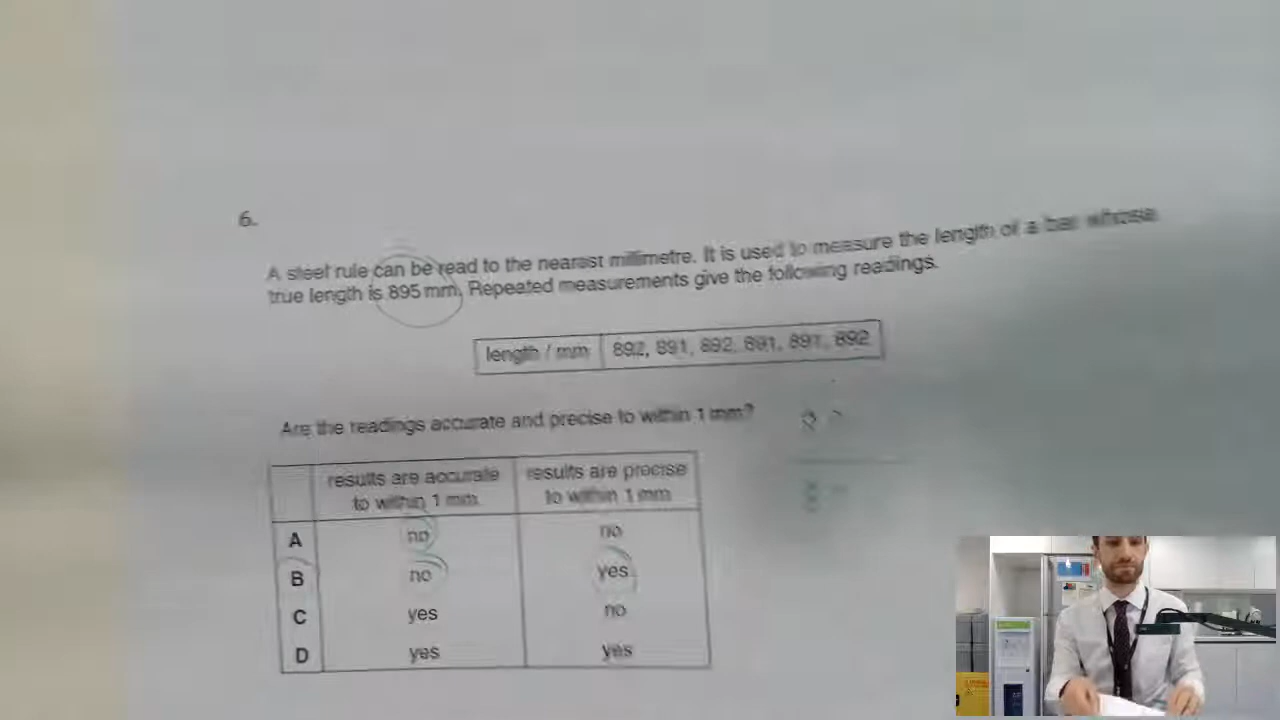 6.
A steel rule can be read to the nearest millimetre. It is used to measure the length of a bar whose
true length is 895 mm. Repeated measurements give the following readings.
length / mm 892, 891, 892, 891, 891, 892
Are the readings accurate and precise to within 1 mm?
results are accurate to within 1 mm
results are precise to within 1 mm
A no no
B no yes
C yes no
D yes yes